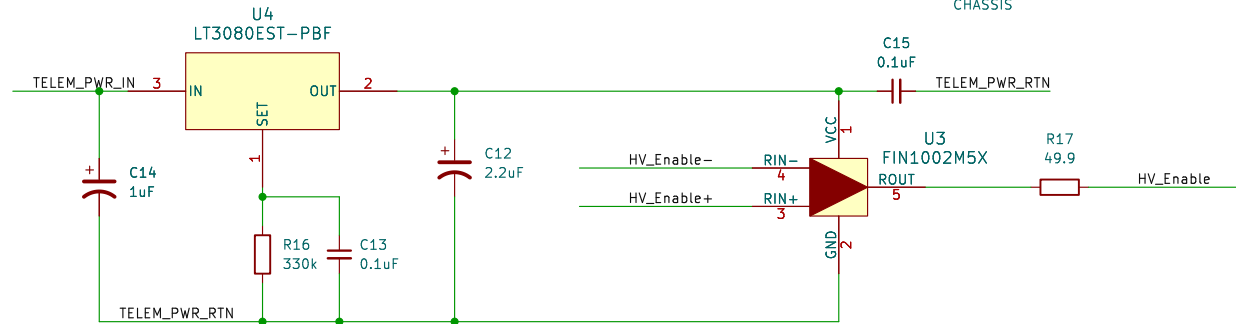 CHASSIS
U4
LT3080EST-PBF
C15
0.1uF
TELEM_PWR_IN
3
IN
OUT
2
TELEM_PWR_RTN
SET
1
VCC
1
U3
FIN1002M5X
R17
49.9
C14
1uF
C12
2.2uF
HV_Enable-
RIN-
4
ROUT
5
HV_Enable
HV_Enable+
RIN+
3
R16
330k
C13
0.1uF
GND
2
TELEM_PWR_RTN